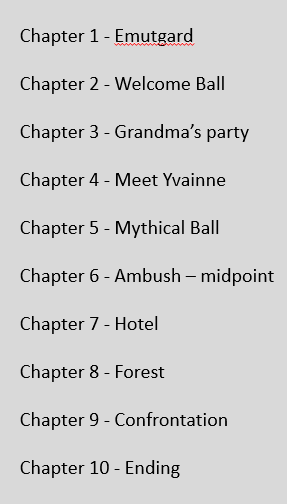 Chapter 1 - Emutgard
Chapter 2 - Welcome Ball
Chapter 3 - Grandma’s party
Chapter 4 - Meet Yvainne
Chapter 5 - Mythical Ball
Chapter 6 - Ambush – midpoint
Chapter 7 - Hotel
Chapter 8 - Forest
Chapter 9 - Confrontation
Chapter 10 - Ending